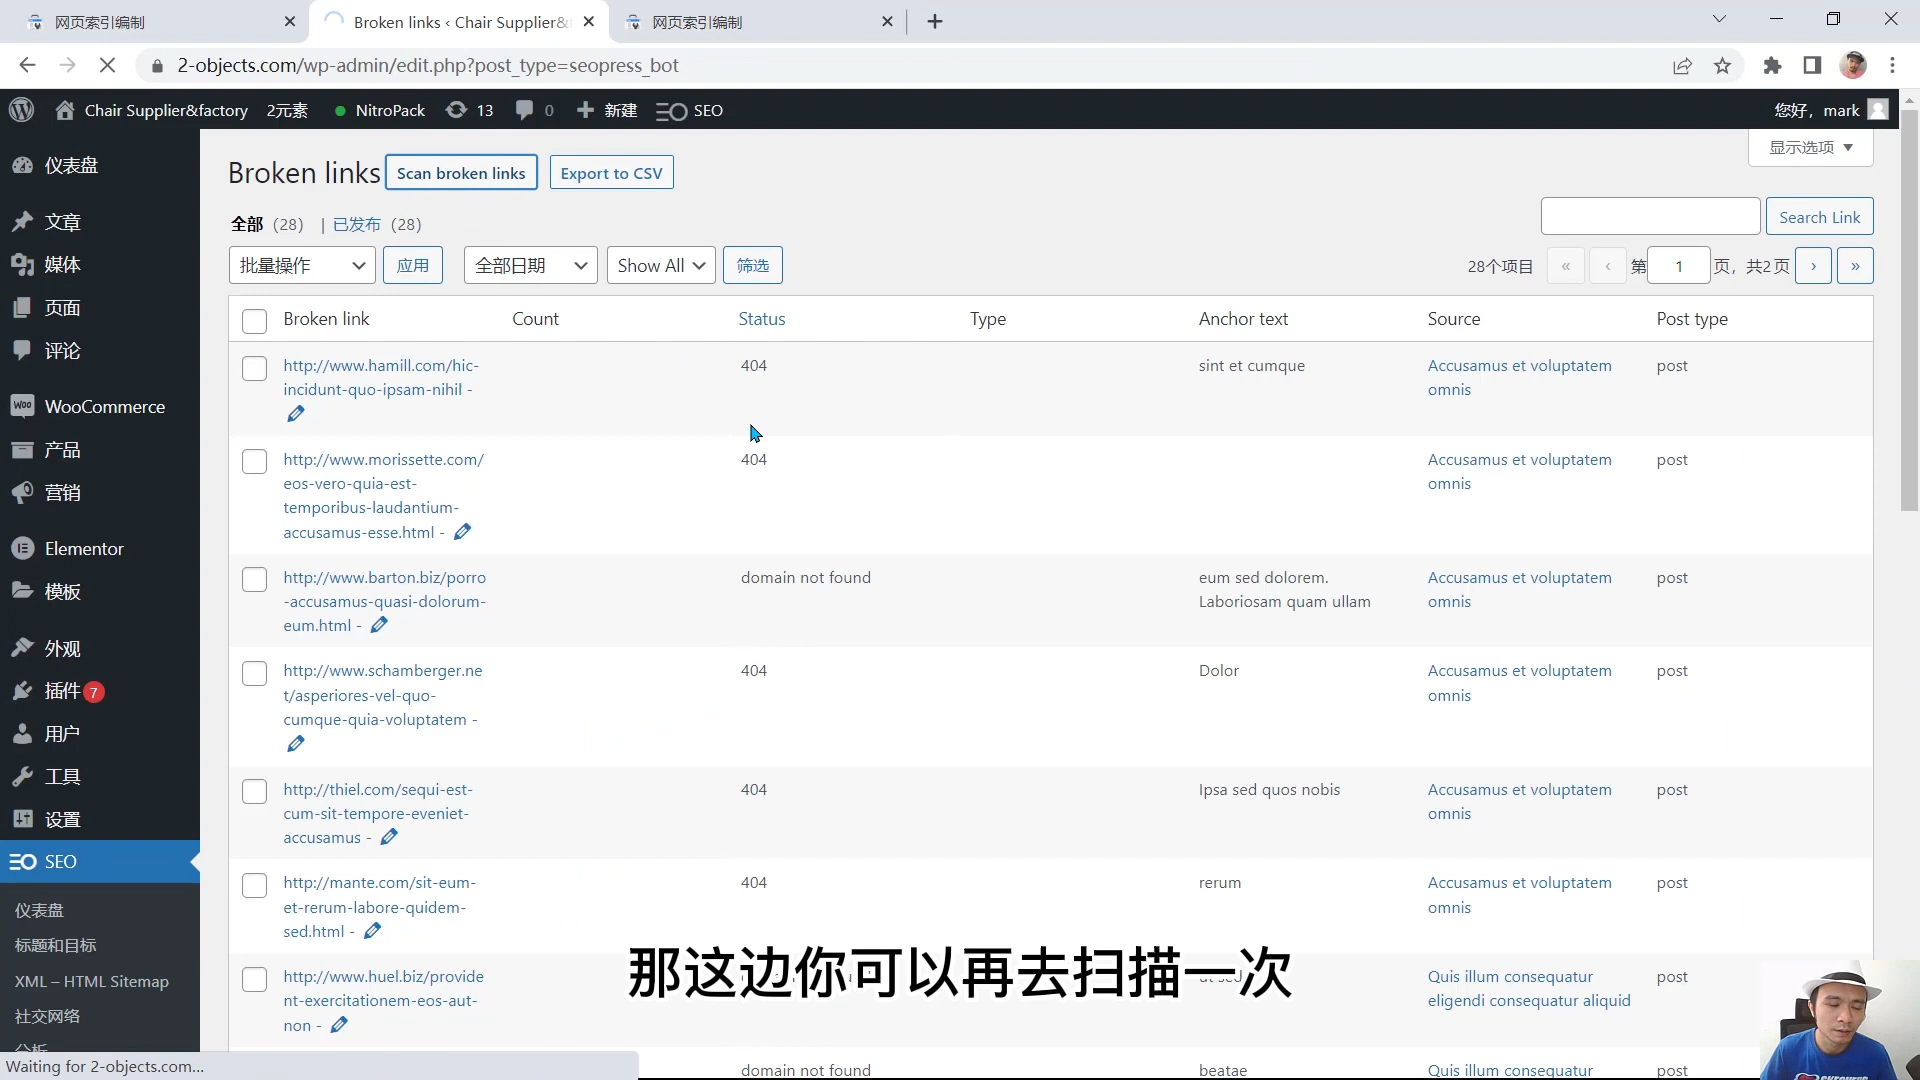 网页索引编制
Broken links ‹ Chair Supplier&
网页索引编制
2-objects.com/wp-admin/edit.php?post_type=seopress_bot
Chair Supplier&factory
2元素
NitroPack
13
0
新建
SEO
您好，mark
仪表盘
文章
媒体
页面
评论
WooCommerce
产品
营销
Elementor
模板
外观
插件 7
用户
工具
设置
SEO
仪表盘
标题和目标
XML – HTML Sitemap
社交网络
分析
Waiting for 2-objects.com...
显示选项
Broken links
Scan broken links
Export to CSV
全部 (28) | 已发布 (28)
Search Link
批量操作
应用
全部日期
Show All
筛选
28个项目 « ‹ 第 1 页，共2页 › »
Broken link Count Status Type Anchor text Source Post type
http://www.hamill.com/hic-
incidunt-quo-ipsam-nihil -
404
sint et cumque
Accusamus et voluptatem
omnis
post
http://www.morissette.com/
eos-vero-quia-est-
temporibus-laudantium-
accusamus-esse.html -
404
Accusamus et voluptatem
omnis
post
http://www.barton.biz/porro
-accusamus-quasi-dolorum-
eum.html -
domain not found
eum sed dolorem.
Laboriosam quam ullam
Accusamus et voluptatem
omnis
post
http://www.schamberger.ne
t/asperiores-vel-quo-
cumque-quia-voluptatem -
404
Dolor
Accusamus et voluptatem
omnis
post
http://thiel.com/sequi-est-
cum-sit-tempore-eveniet-
accusamus -
404
Ipsa sed quos nobis
Accusamus et voluptatem
omnis
post
http://mante.com/sit-eum-
et-rerum-labore-quidem-
sed.html -
404
rerum
Accusamus et voluptatem
omnis
post
http://www.huel.biz/provide
nt-exercitationem-eos-aut-
non -
Quis illum consequatur
eligendi consequatur aliquid
post
那这边你可以再去扫描一次
domain not found
beatae
Quis illum consequatur
post